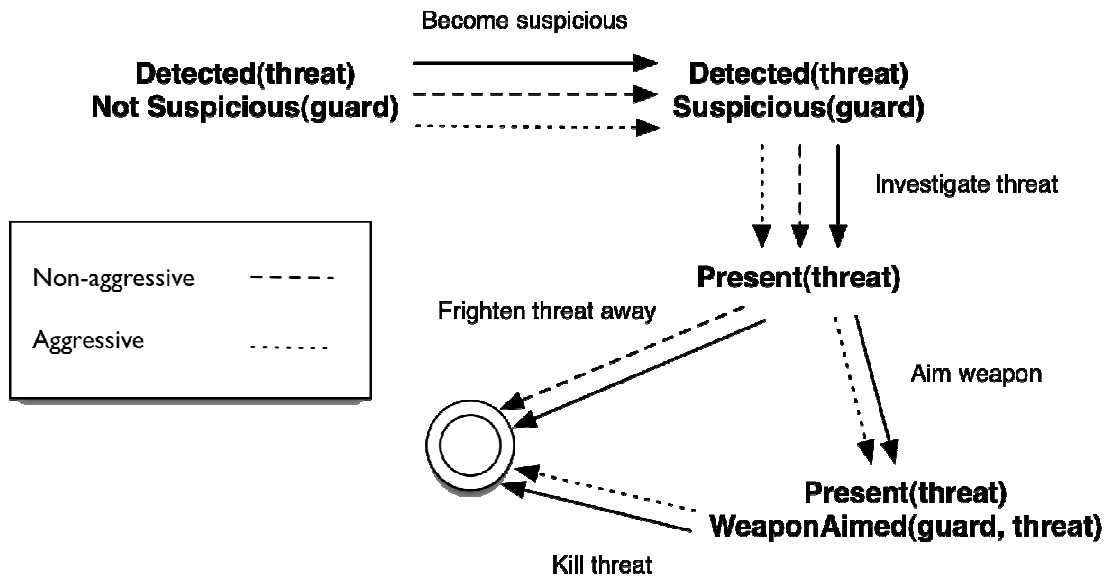 Become suspicious
Detected(threat)
Not Suspicious(guard)
Detected(threat)
Suspicious(guard)
Investigate threat
Non-aggressive
Aggressive
Present(threat)
Frighten threat away
Aim weapon
Present(threat)
WeaponAimed(guard, threat)
Kill threat